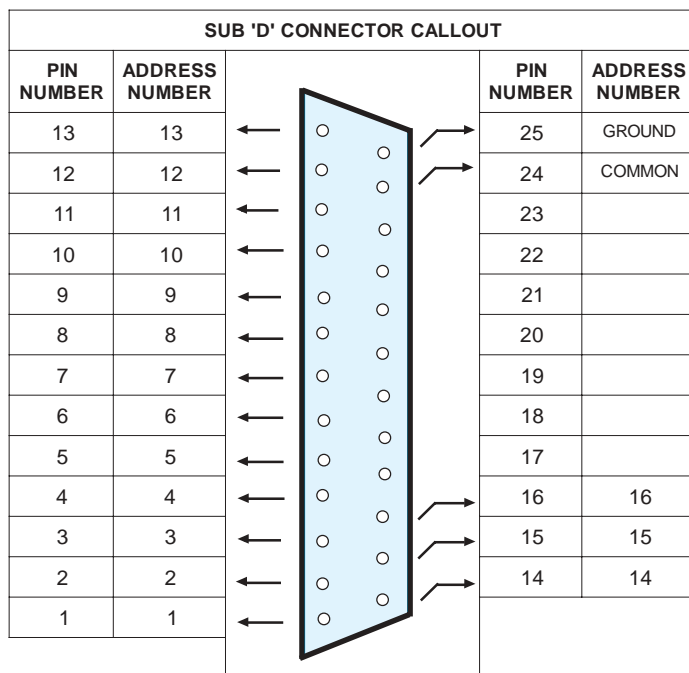 SUB 'D' CONNECTOR CALLOUT
PIN NUMBER ADDRESS NUMBER PIN NUMBER ADDRESS NUMBER
13 13 25 GROUND
12 12 24 COMMON
11 11 23
10 10 22
9 9 21
8 8 20
7 7 19
6 6 18
5 5 17
4 4 16 16
3 3 15 15
2 2 14 14
1 1